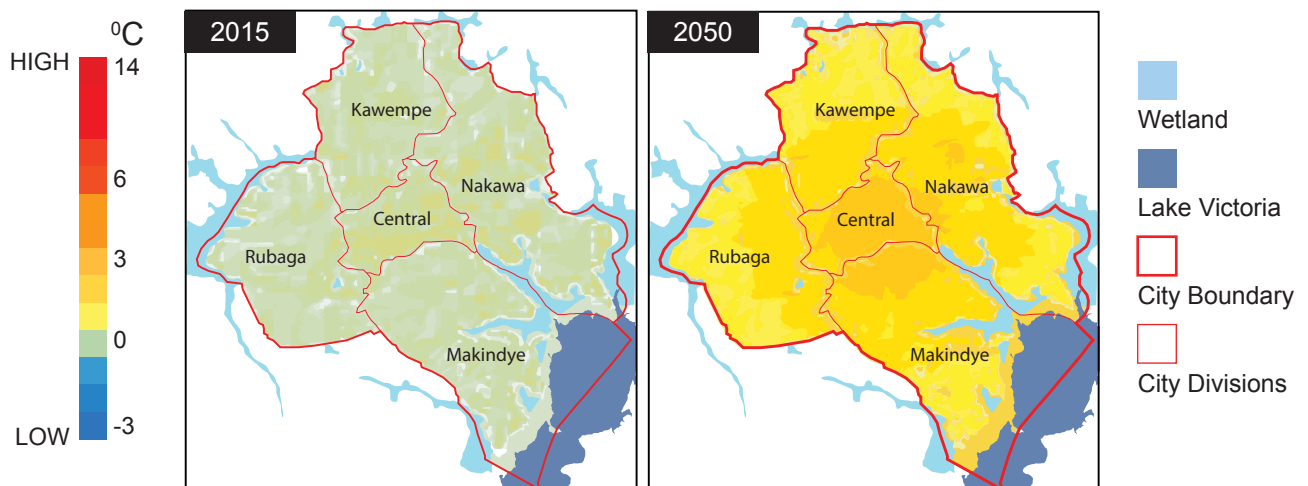 ⁰C
HIGH
14
6
3
0
-3
LOW
2015
Kawempe
Nakawa
Central
Rubaga
Makindye
2050
Kawempe
Nakawa
Central
Rubaga
Makindye
Wetland
Lake Victoria
City Boundary
City Divisions